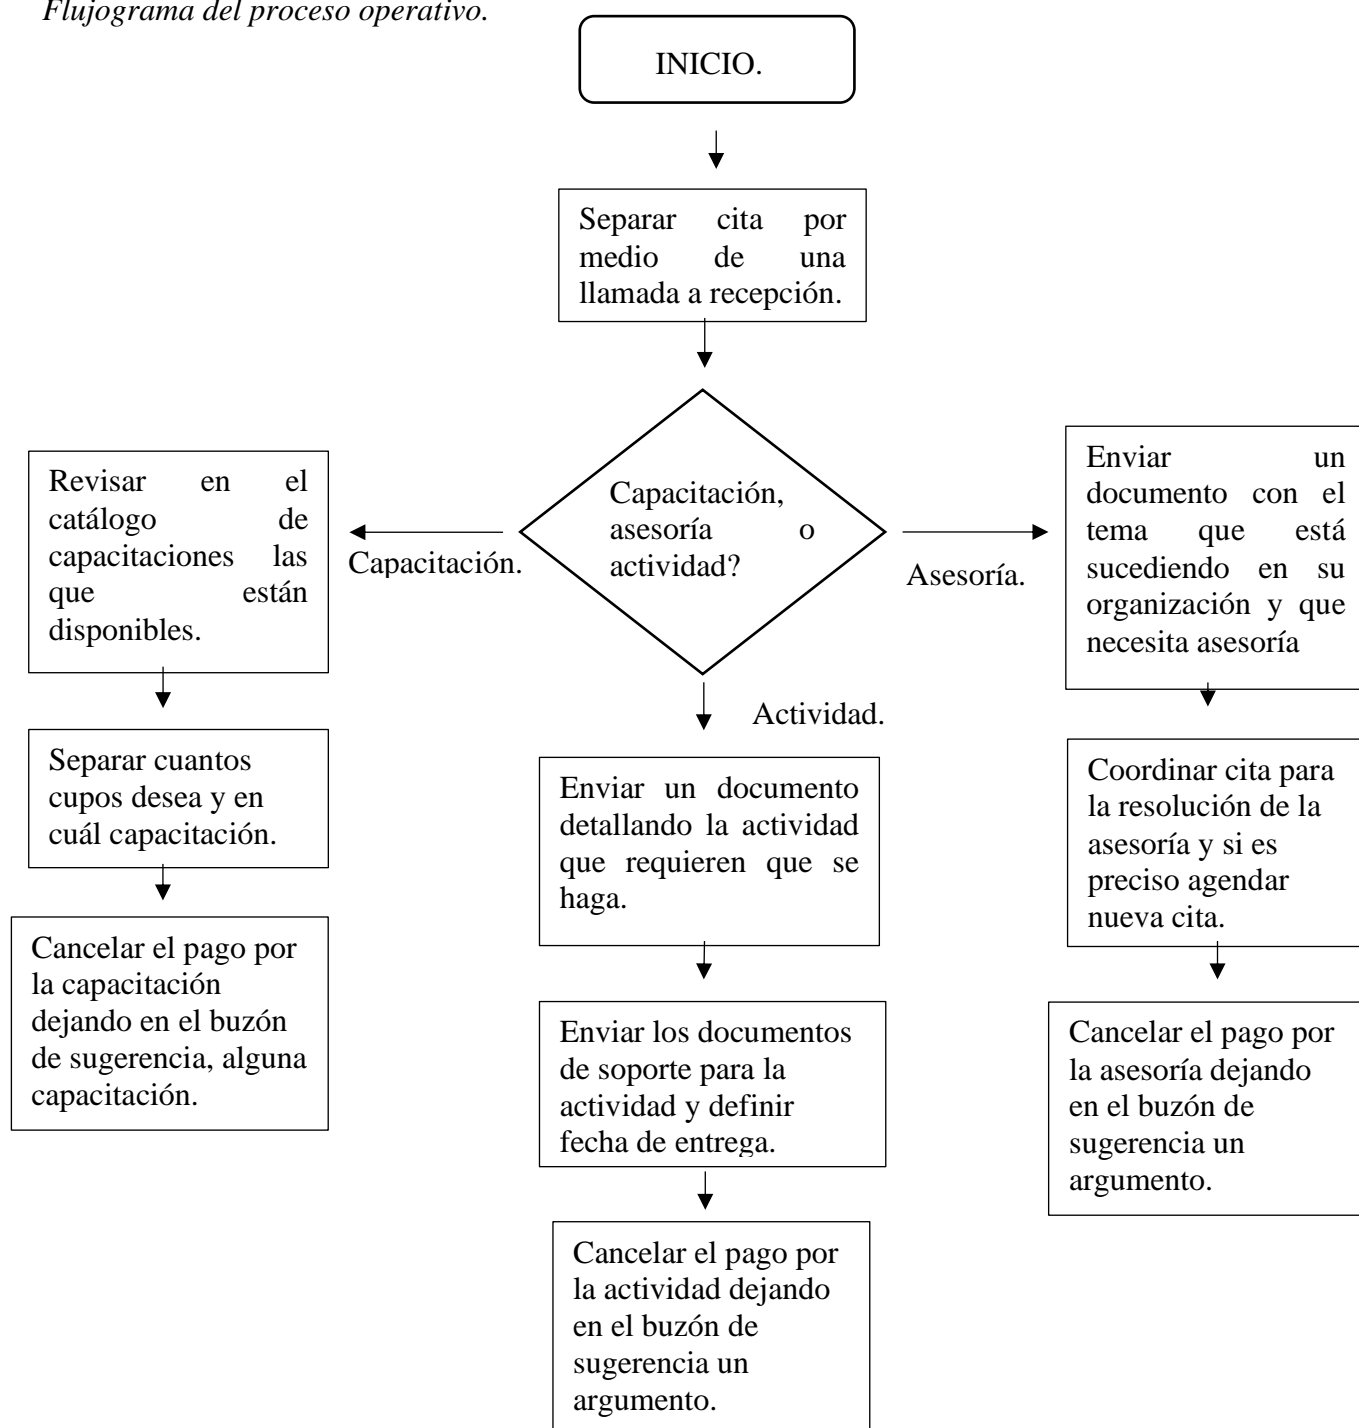 Flujograma del proceso operativo.
INICIO.
Separar cita por
medio de una
llamada a recepción.
Capacitación,
asesoría o
actividad?
Capacitación.
Revisar en el
catálogo de
capacitaciones las
que están
disponibles.
Separar cuantos
cupos desea y en
cuál capacitación.
Cancelar el pago por
la capacitación
dejando en el buzón
de sugerencia, alguna
capacitación.
Actividad.
Enviar un documento
detallando la actividad
que requieren que se
haga.
Enviar los documentos
de soporte para la
actividad y definir
fecha de entrega.
Cancelar el pago por
la actividad dejando
en el buzón de
sugerencia un
argumento.
Asesoría.
Enviar un
documento con el
tema que está
sucediendo en su
organización y que
necesita asesoría
Coordinar cita para
la resolución de la
asesoría y si es
preciso agendar
nueva cita.
Cancelar el pago por
la asesoría dejando
en el buzón de
sugerencia un
argumento.